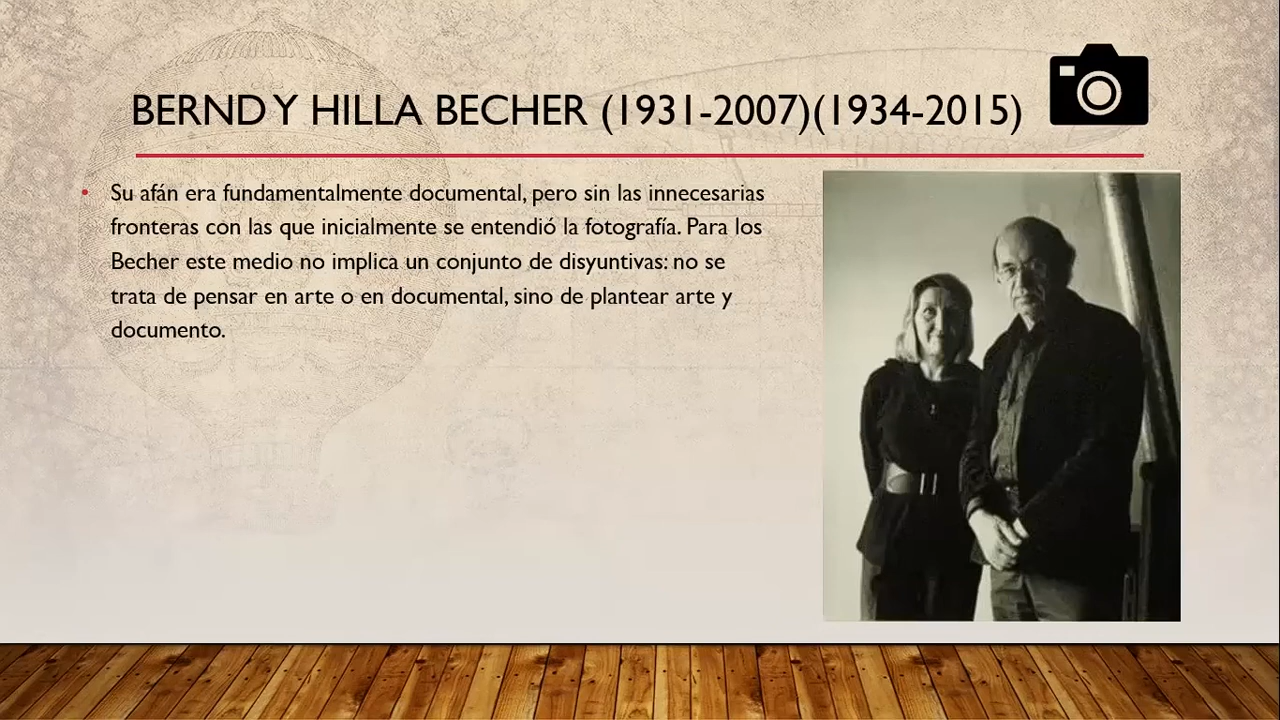 BERND Y HILLA BECHER (1931-2007)(1934-2015)
• Su afán era fundamentalmente documental, pero sin las innecesarias
fronteras con las que inicialmente se entendió la fotografía. Para los
Becher este medio no implica un conjunto de disyuntivas: no se
trata de pensar en arte o en documental, sino de plantear arte y
documento.